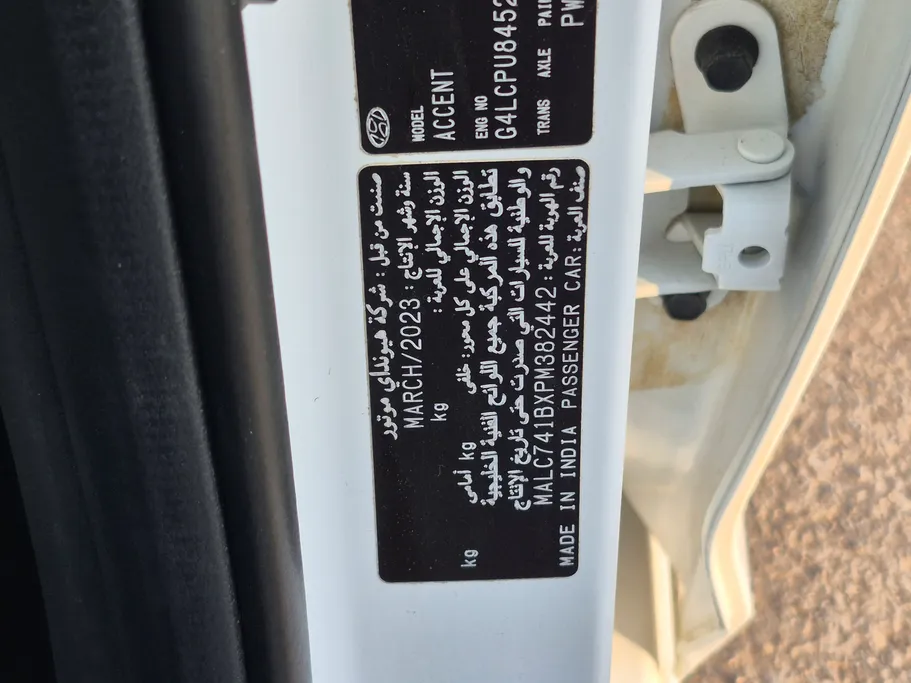 MODEL
ACCENT
ENG NO
G4LCPU8452
TRANS AXLE PAI
PW
صنعت من قبل : شركة هيونداي موتور
سنة وشهر الإنتاج : MARCH/2023
الوزن الإجمالي للعربة : kg
الوزن الإجمالي على كل محور: خلفي kg أمامي kg
تطابق هذه المركبة جميع اللوائح الفنية الخليجية
والوطنية للسيارات التي صدرت حتى تاريخ الإنتاج
رقم الهوية للعربة : MALC741BXPM382442
صنف العربة: MADE IN INDIA PASSENGER CAR